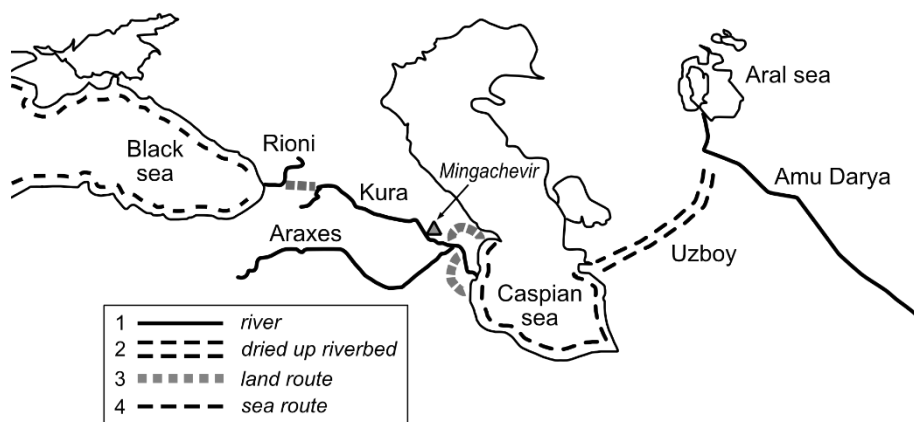 Aral sea
Rioni
Black
sea
Mingachevir
Kura
Amu Darya
Araxes
Uzboy
Caspian
sea
1 river
2 dried up riverbed
3 land route
4 sea route